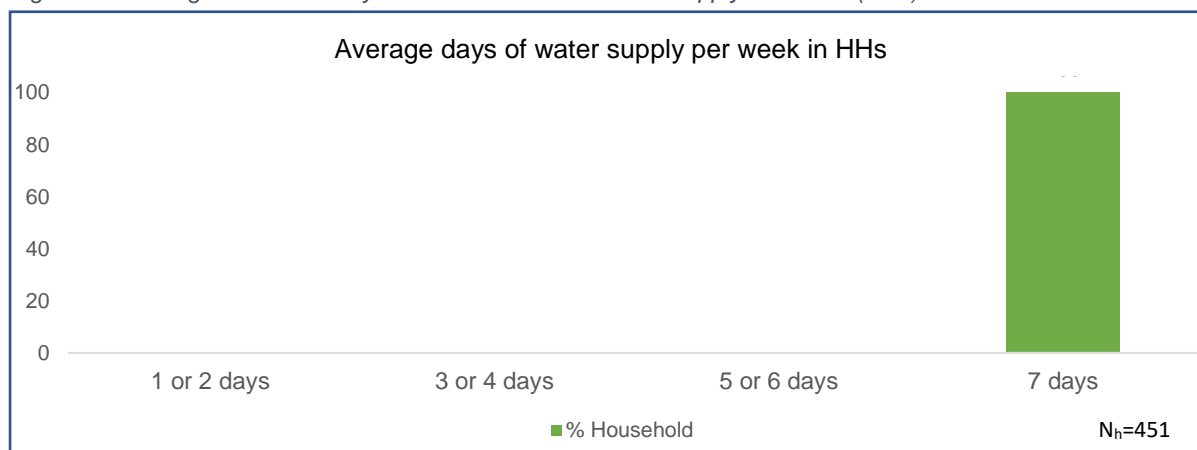 Average days of water supply per week in HHs
100
80
60
40
20
0
1 or 2 days 3 or 4 days 5 or 6 days 7 days
% Household
Nₕ=451